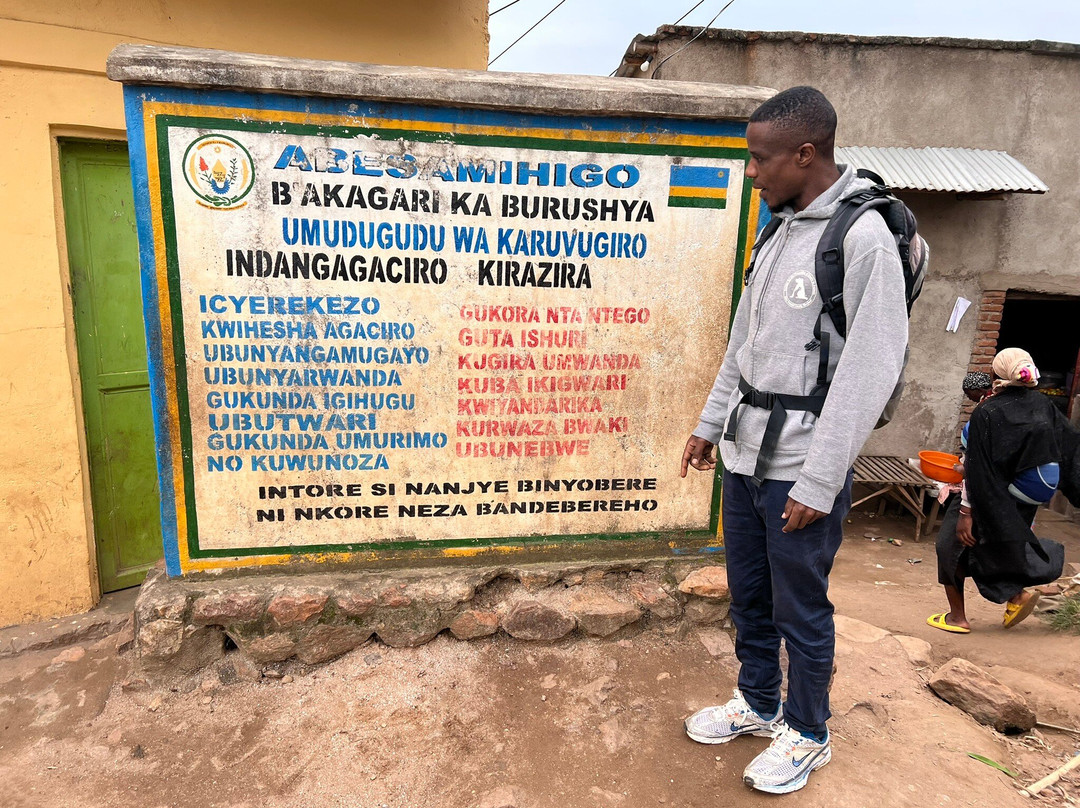 ABESAMIHIGO
B'AKAGARI KA BURUSHYA
UMUDUGUDU WA KARUVUGIRO
INDANGAGACIRO KIRAZIRA
ICYEREKEZO
KWIHESHA AGACIRO
UBUNYANGAMUGAYO
UBUNYARWANDA
GUKUNDA IGIHUGU
UBUTWARI
GUKUNDA UMURIMO
NO KUWUNOZA
GUKORA NTA NTEGO
GUTA ISHURI
KUGIRA UMWANDA
KUBA IKIGWARI
KWIYANDARIKA
KURWAZA BWAKI
UBUNEBWE
INTORE SI NANJYE BINYOBERE
NI NKORE NEZA BANDEBEREHO